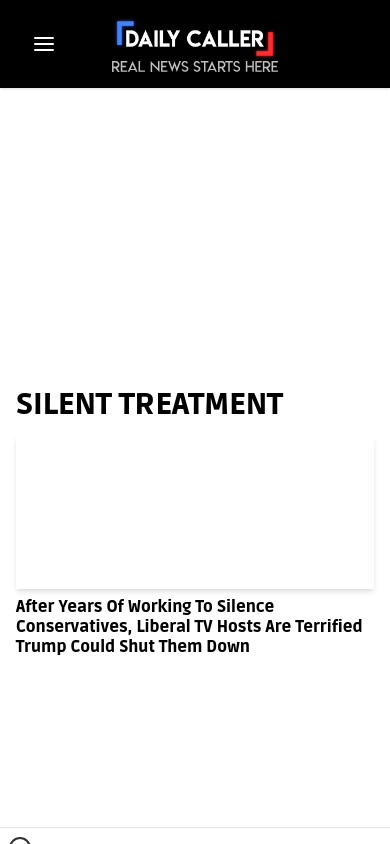 DAILY CALLER
REAL NEWS STARTS HERE
SILENT TREATMENT
After Years Of Working To Silence
Conservatives, Liberal TV Hosts Are Terrified
Trump Could Shut Them Down